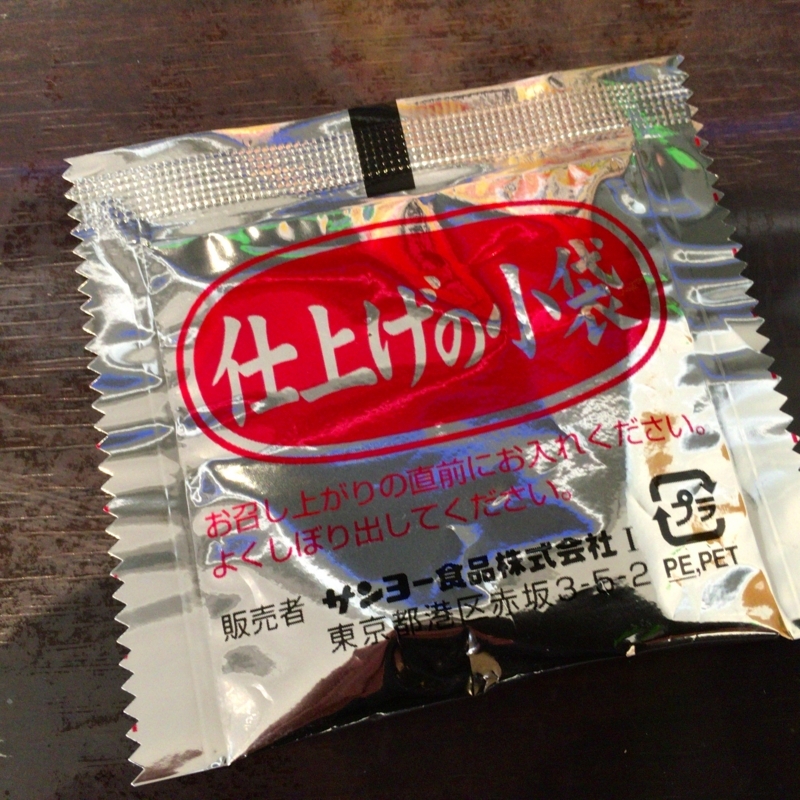 仕上げの小袋
お召し上がりの直前にお入れください。
よくしぼり出してください。
販売者 サンヨー食品株式会社 I
東京都港区赤坂3-5-2
プラ
PE,PET